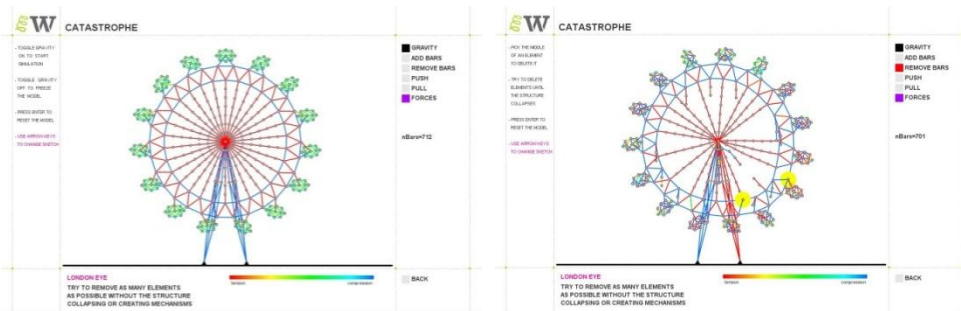 W CATASTROPHE
- TOGGLE GRAVITY
ON TO START
SIMULATION
- TOGGLE GRAVITY
OFF TO FREEZE
THE MODEL
- PRESS ENTER TO
RESET THE MODEL
- USE ARROW KEYS
TO CHANGE SKETCH
GRAVITY
ADD BARS
REMOVE BARS
PUSH
PULL
FORCES
nBars=712
LONDON EYE
tension
compression
TRY TO REMOVE AS MANY ELEMENTS
AS POSSIBLE WITHOUT THE STRUCTURE
COLLAPSING OR CREATING MECHANISMS
BACK
W CATASTROPHE
- PICK THE MIDDLE
OF AN ELEMENT
TO DELETE IT
- TRY TO DELETE
ELEMENTS UNTIL
THE STRUCTURE
COLLAPSES
- PRESS ENTER TO
RESET THE MODEL
- USE ARROW KEYS
TO CHANGE SKETCH
GRAVITY
ADD BARS
REMOVE BARS
PUSH
PULL
FORCES
nBars=701
LONDON EYE
tension
compression
TRY TO REMOVE AS MANY ELEMENTS
AS POSSIBLE WITHOUT THE STRUCTURE
COLLAPSING OR CREATING MECHANISMS
BACK